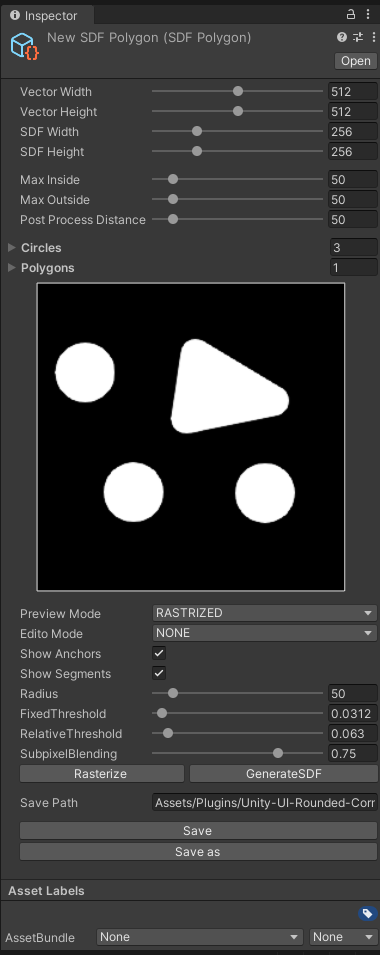 Inspector
New SDF Polygon (SDF Polygon)
Open
Vector Width 512
Vector Height 512
SDF Width 256
SDF Height 256
Max Inside 50
Max Outside 50
Post Process Distance 50
Circles 3
Polygons 1
Preview Mode RASTRIZED
Edito Mode NONE
Show Anchors
Show Segments
Radius 50
FixedThreshold 0.0312
RelativeThreshold 0.063
SubpixelBlending 0.75
Rasterize GenerateSDF
Save Path Assets/Plugins/Unity-UI-Rounded-Corr
Save
Save as
Asset Labels
AssetBundle None None